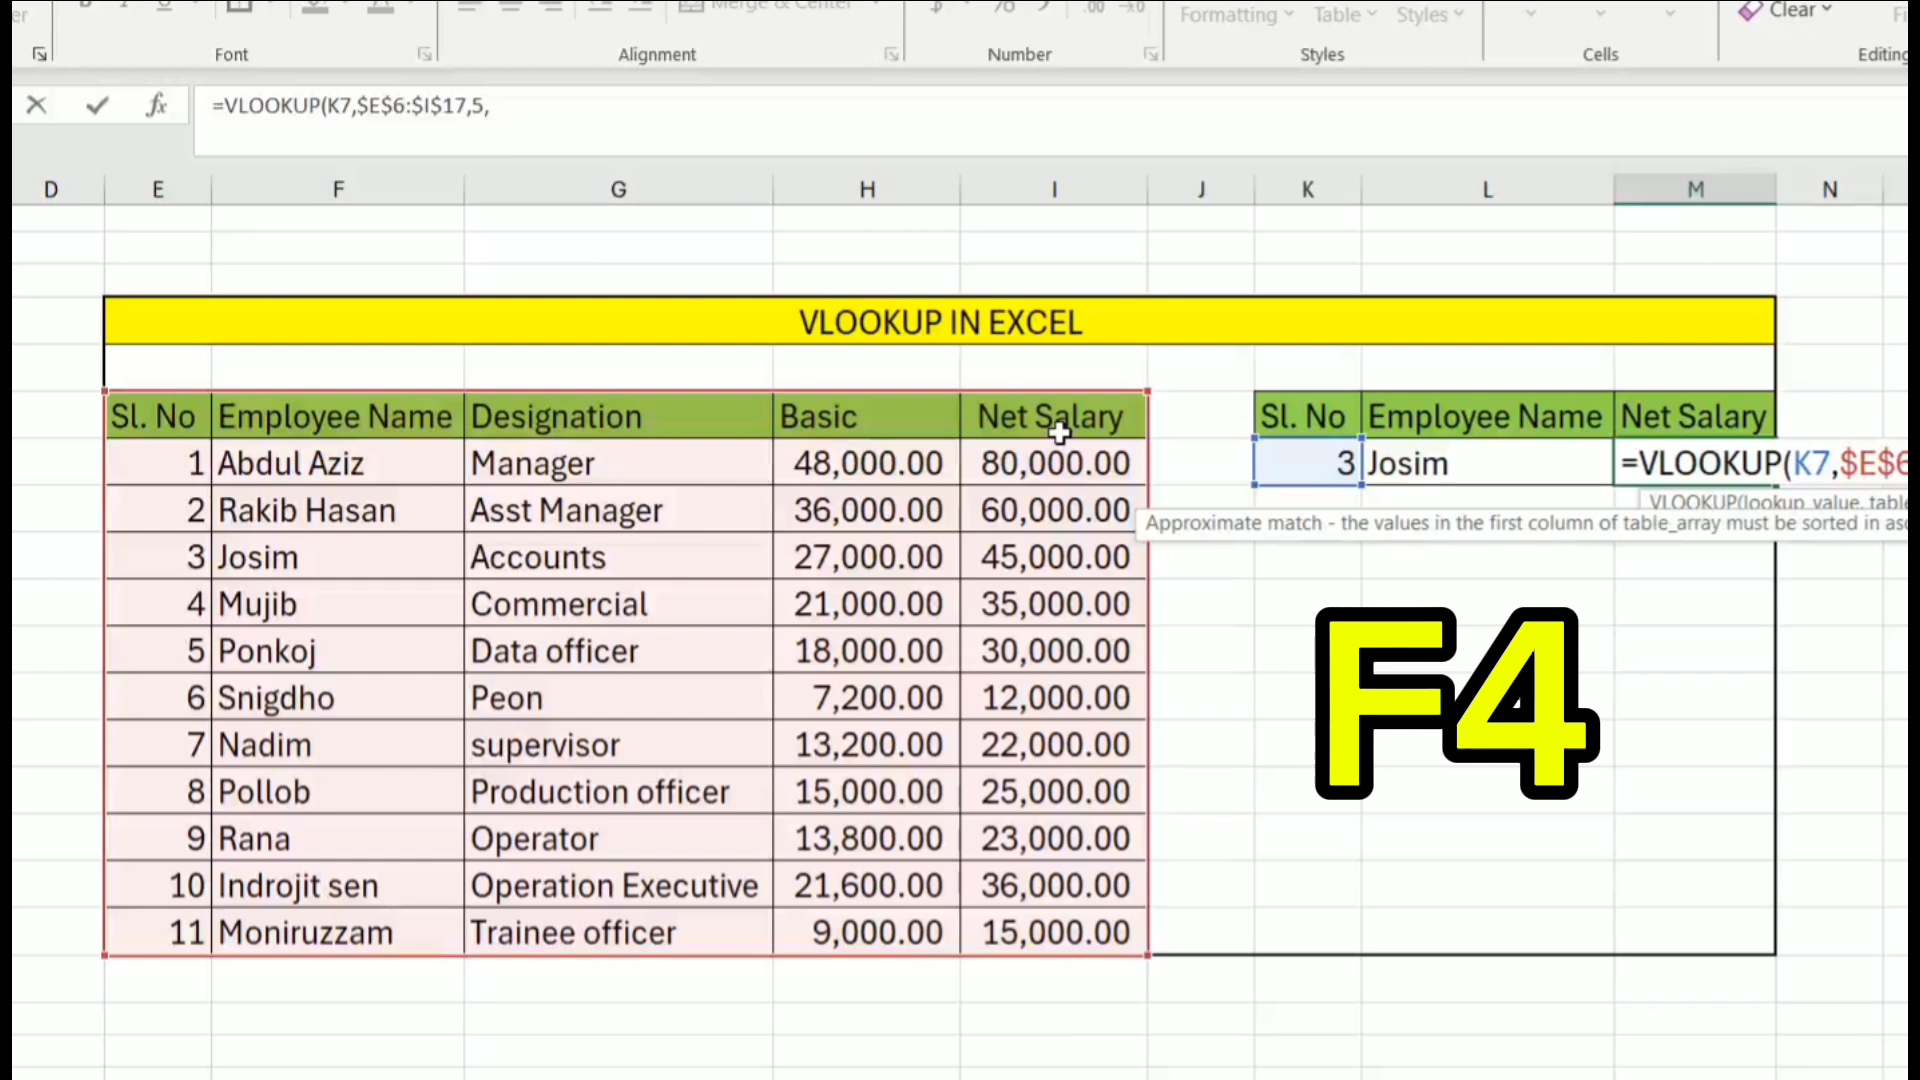 er Merge & Center Formatting Table Styles Clear
Font Alignment Number Styles Cells Editing
=VLOOKUP(K7,$E$6:$I$17,5,
D E F G H I J K L M N
VLOOKUP IN EXCEL
Sl. No Employee Name Designation Basic Net Salary Sl. No Employee Name Net Salary
1 Abdul Aziz Manager 48,000.00 80,000.00 3 Josim =VLOOKUP(K7,$E$6
2 Rakib Hasan Asst Manager 36,000.00 60,000.00 VLOOKUP(lookup_value, table
Approximate match - the values in the first column of table_array must be sorted in asc
3 Josim Accounts 27,000.00 45,000.00
4 Mujib Commercial 21,000.00 35,000.00
5 Ponkoj Data officer 18,000.00 30,000.00
6 Snigdho Peon 7,200.00 12,000.00
7 Nadim supervisor 13,200.00 22,000.00
8 Pollob Production officer 15,000.00 25,000.00
9 Rana Operator 13,800.00 23,000.00
10 Indrojit sen Operation Executive 21,600.00 36,000.00
11 Moniruzzam Trainee officer 9,000.00 15,000.00
F4